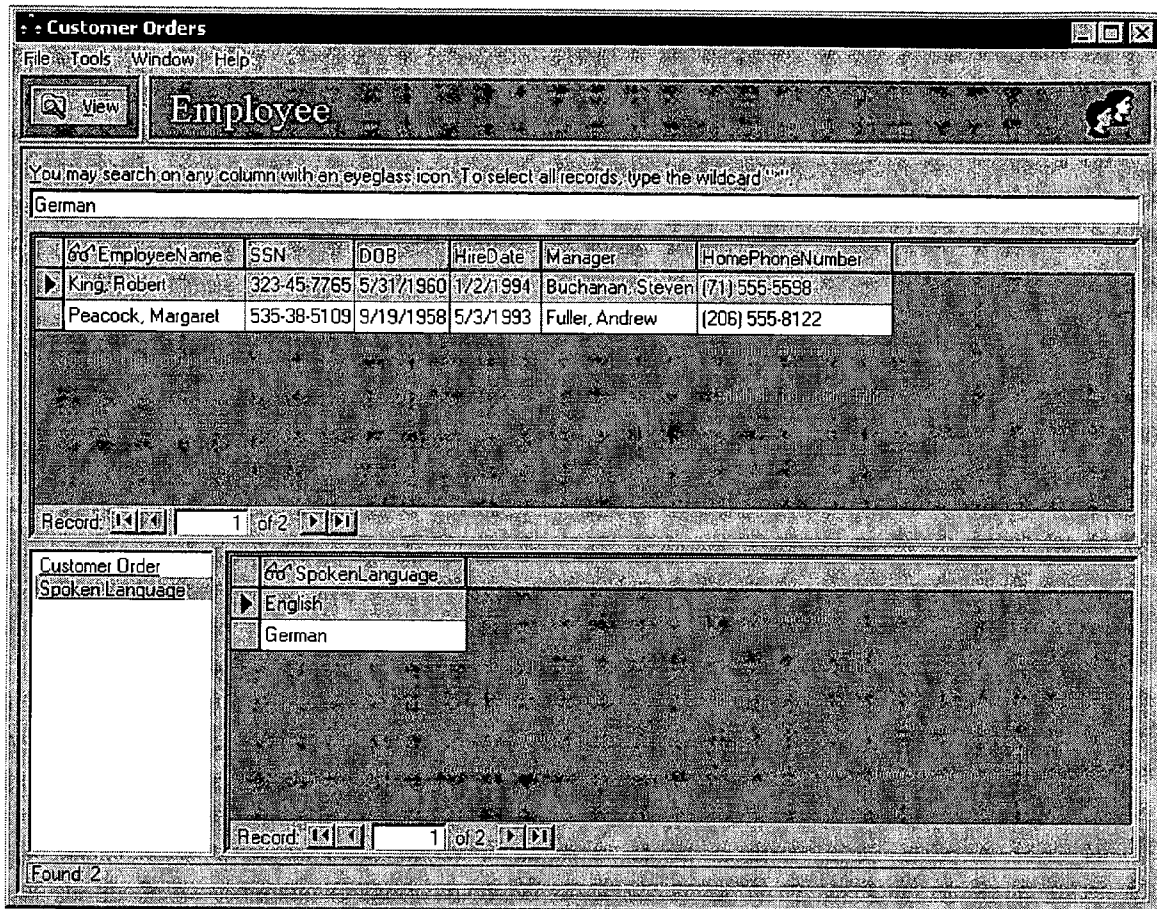 Customer Orders
File Tools Window Help
View Employee
You may search on any column with an eyeglass icon. To select all records, type the wildcard "*".
German
EmployeeName SSN DOB HireDate Manager HomePhoneNumber
King, Robert 323-45-7765 5/31/1960 1/2/1994 Buchanan, Steven (71) 555-5598
Peacock, Margaret 535-38-5109 9/19/1958 5/3/1993 Fuller, Andrew (206) 555-8122
Record: 1 of 2
Customer Order
Spoken Language
SpokenLanguage
English
German
Record: 1 of 2
Found: 2